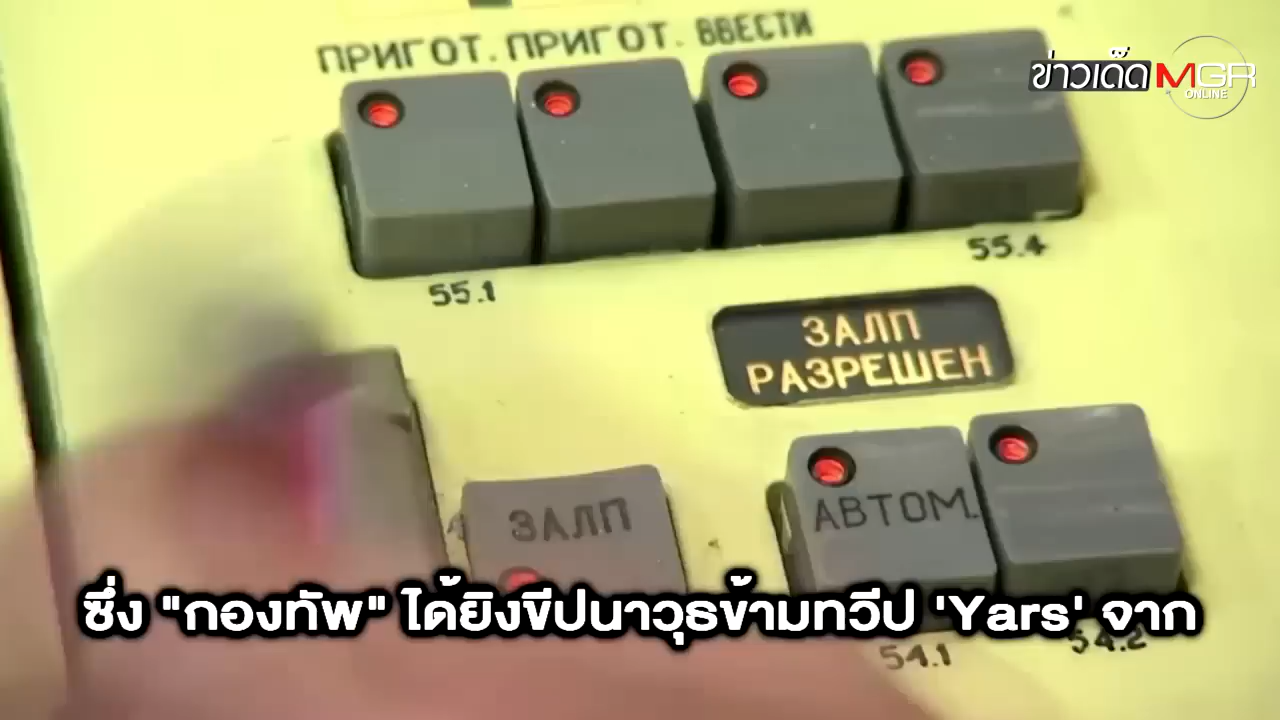 ПРИГОТ. ПРИГОТ. ВВЕСТИ
ข่าวเด็ด MGR
ONLINE
55.1
55.4
ЗАЛП
РАЗРЕШЕН
ЗАЛП
АВТОМ.
ซึ่ง "กองทัพ" ได้ยิงขีปนาวุธข้ามทวีป 'Yars' จาก
54.1
54.2